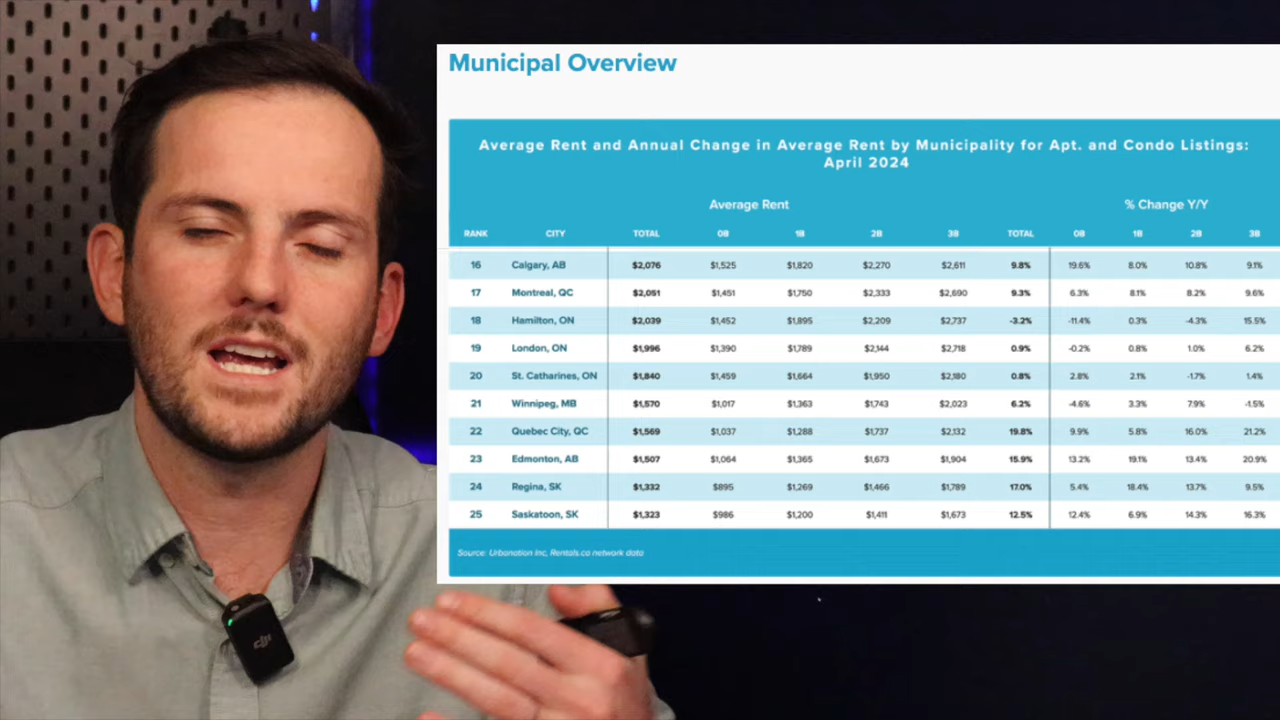 Municipal Overview
Average Rent and Annual Change in Average Rent by Municipality for Apt. and Condo Listings:
April 2024
Average Rent % Change Y/Y
RANK CITY TOTAL 0B 1B 2B 3B TOTAL 0B 1B 2B 3B
16 Calgary, AB $2,076 $1,525 $1,820 $2,270 $2,611 9.8% 19.6% 8.0% 10.8% 9.1%
17 Montreal, QC $2,051 $1,451 $1,750 $2,333 $2,690 9.3% 6.3% 8.1% 8.2% 9.6%
18 Hamilton, ON $2,039 $1,452 $1,895 $2,209 $2,737 -3.2% -11.4% 0.3% -4.3% 15.5%
19 London, ON $1,996 $1,390 $1,789 $2,144 $2,718 0.9% -0.2% 0.8% 1.0% 6.2%
20 St. Catharines, ON $1,840 $1,459 $1,664 $1,950 $2,180 0.8% 2.8% 2.1% -1.7% 1.4%
21 Winnipeg, MB $1,570 $1,017 $1,363 $1,743 $2,023 6.2% -4.6% 3.3% 7.9% -1.5%
22 Quebec City, QC $1,569 $1,037 $1,288 $1,737 $2,132 19.8% 9.9% 5.8% 16.0% 21.2%
23 Edmonton, AB $1,507 $1,064 $1,365 $1,673 $1,904 15.9% 13.2% 19.1% 13.4% 20.9%
24 Regina, SK $1,332 $895 $1,269 $1,466 $1,789 17.0% 5.4% 18.4% 13.7% 9.5%
25 Saskatoon, SK $1,323 $986 $1,200 $1,411 $1,673 12.5% 12.4% 6.9% 14.3% 16.3%
Source: Urbanation Inc, Rentals.ca network data
dji